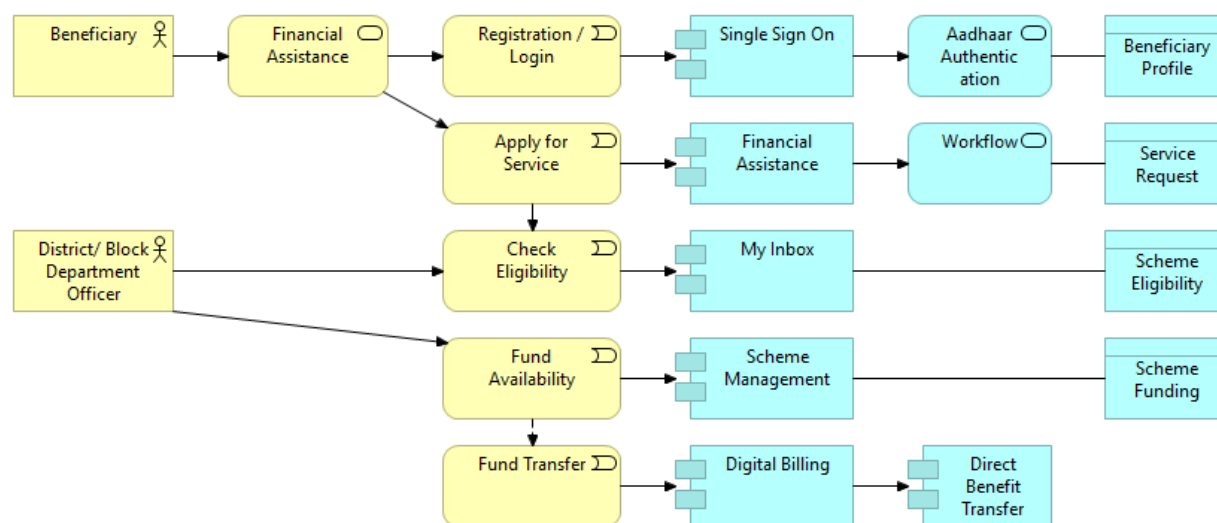 Beneficiary
Financial
Assistance
Registration /
Login
Single Sign On
Aadhaar
Authentic
ation
Beneficiary
Profile
Apply for
Service
Financial
Assistance
Workflow
Service
Request
District/ Block
Department
Officer
Check
Eligibility
My Inbox
Scheme
Eligibility
Fund
Availability
Scheme
Management
Scheme
Funding
Fund Transfer
Digital Billing
Direct
Benefit
Transfer